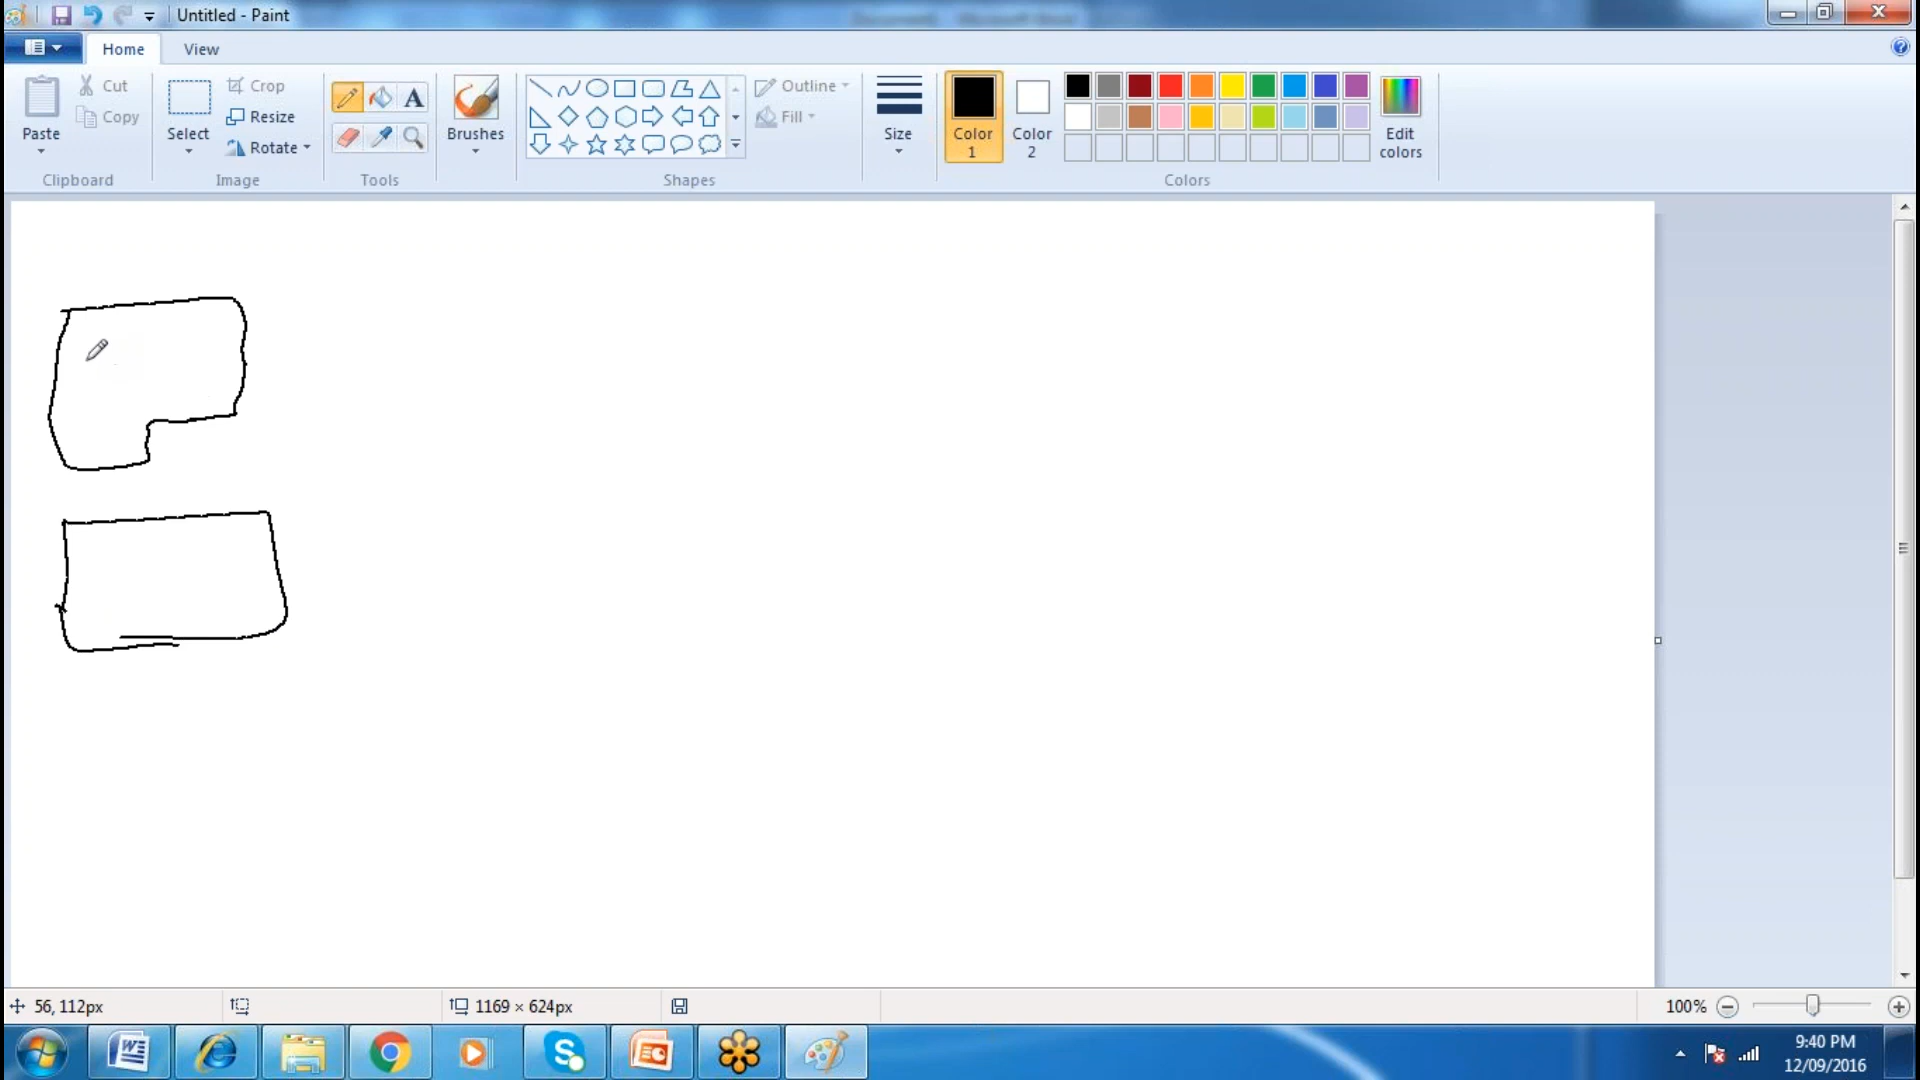 Untitled - Paint
Home View
Paste
Cut
Copy
Clipboard
Select
Crop
Resize
Rotate
Image
A
Tools
Brushes
Shapes
Outline
Fill
Size
Color 1
Color 2
Colors
Edit colors
56, 112px
1169 × 624px
100%
9:40 PM
12/09/2016